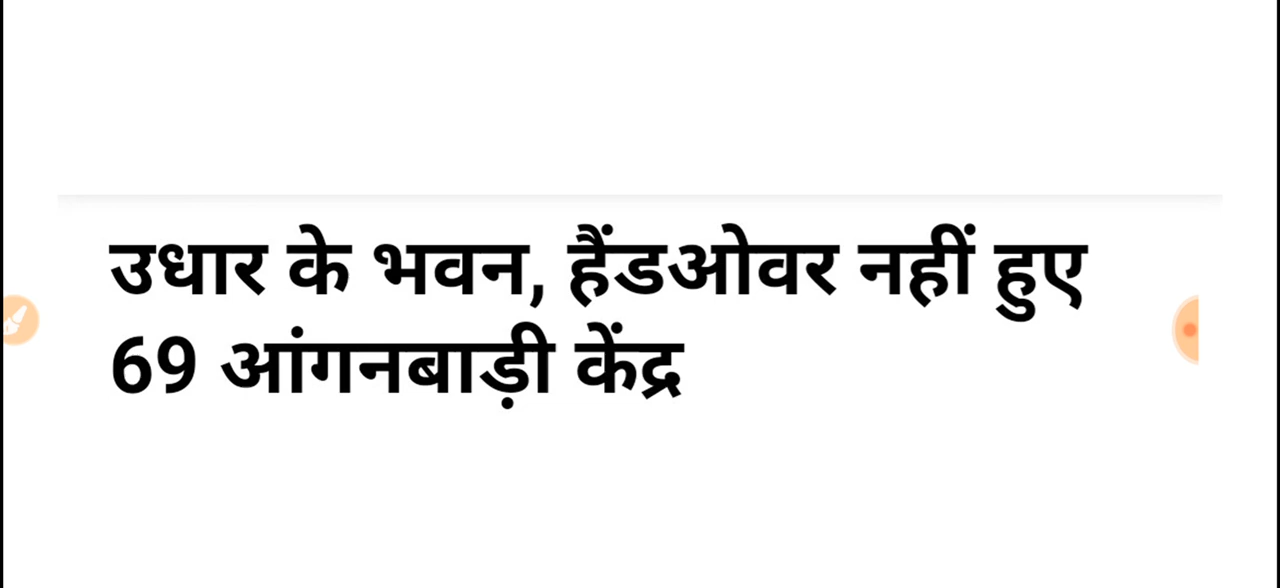 उधार के भवन, हैंडओवर नहीं हुए
69 आंगनबाड़ी केंद्र